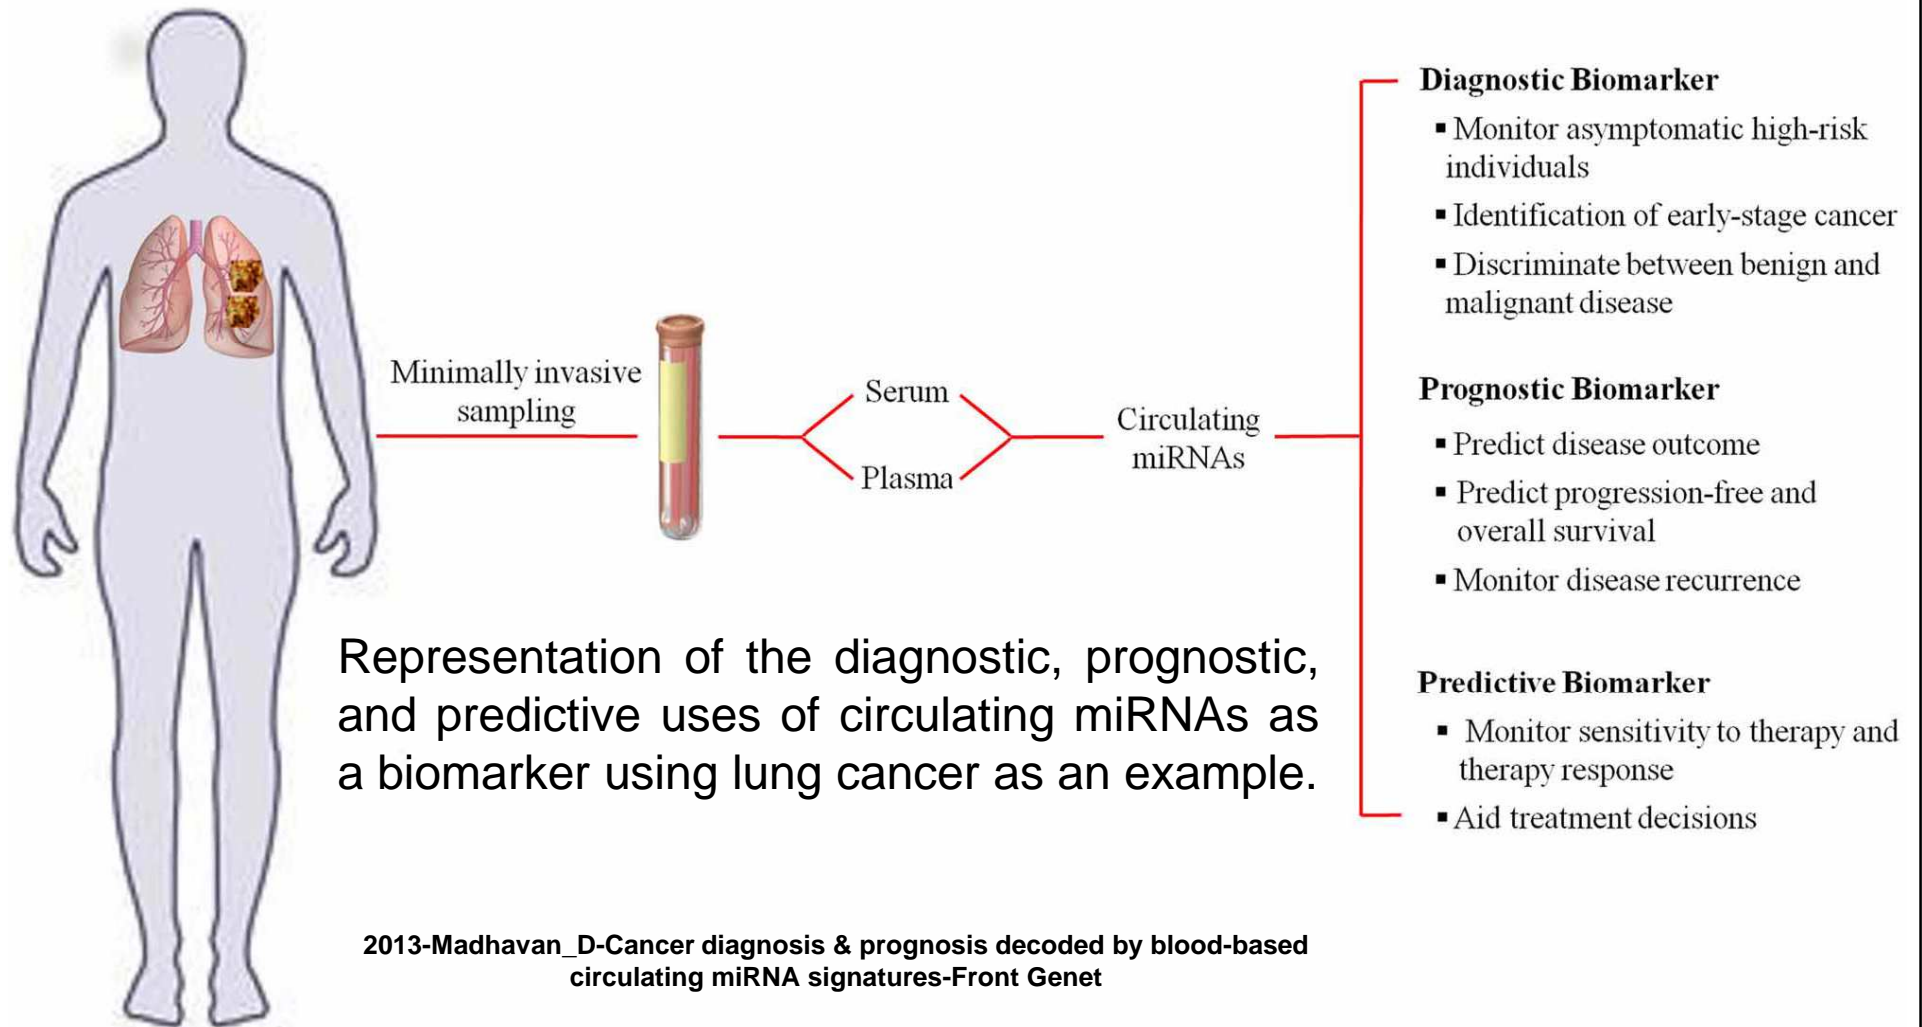 Minimally invasive
sampling
Serum
Plasma
Circulating
miRNAs
Diagnostic Biomarker
▪ Monitor asymptomatic high-risk
individuals
▪ Identification of early-stage cancer
▪ Discriminate between benign and
malignant disease
Prognostic Biomarker
▪ Predict disease outcome
▪ Predict progression-free and
overall survival
▪ Monitor disease recurrence
Predictive Biomarker
▪ Monitor sensitivity to therapy and
therapy response
▪ Aid treatment decisions
Representation of the diagnostic, prognostic,
and predictive uses of circulating miRNAs as
a biomarker using lung cancer as an example.
2013-Madhavan_D-Cancer diagnosis & prognosis decoded by blood-based
circulating miRNA signatures-Front Genet